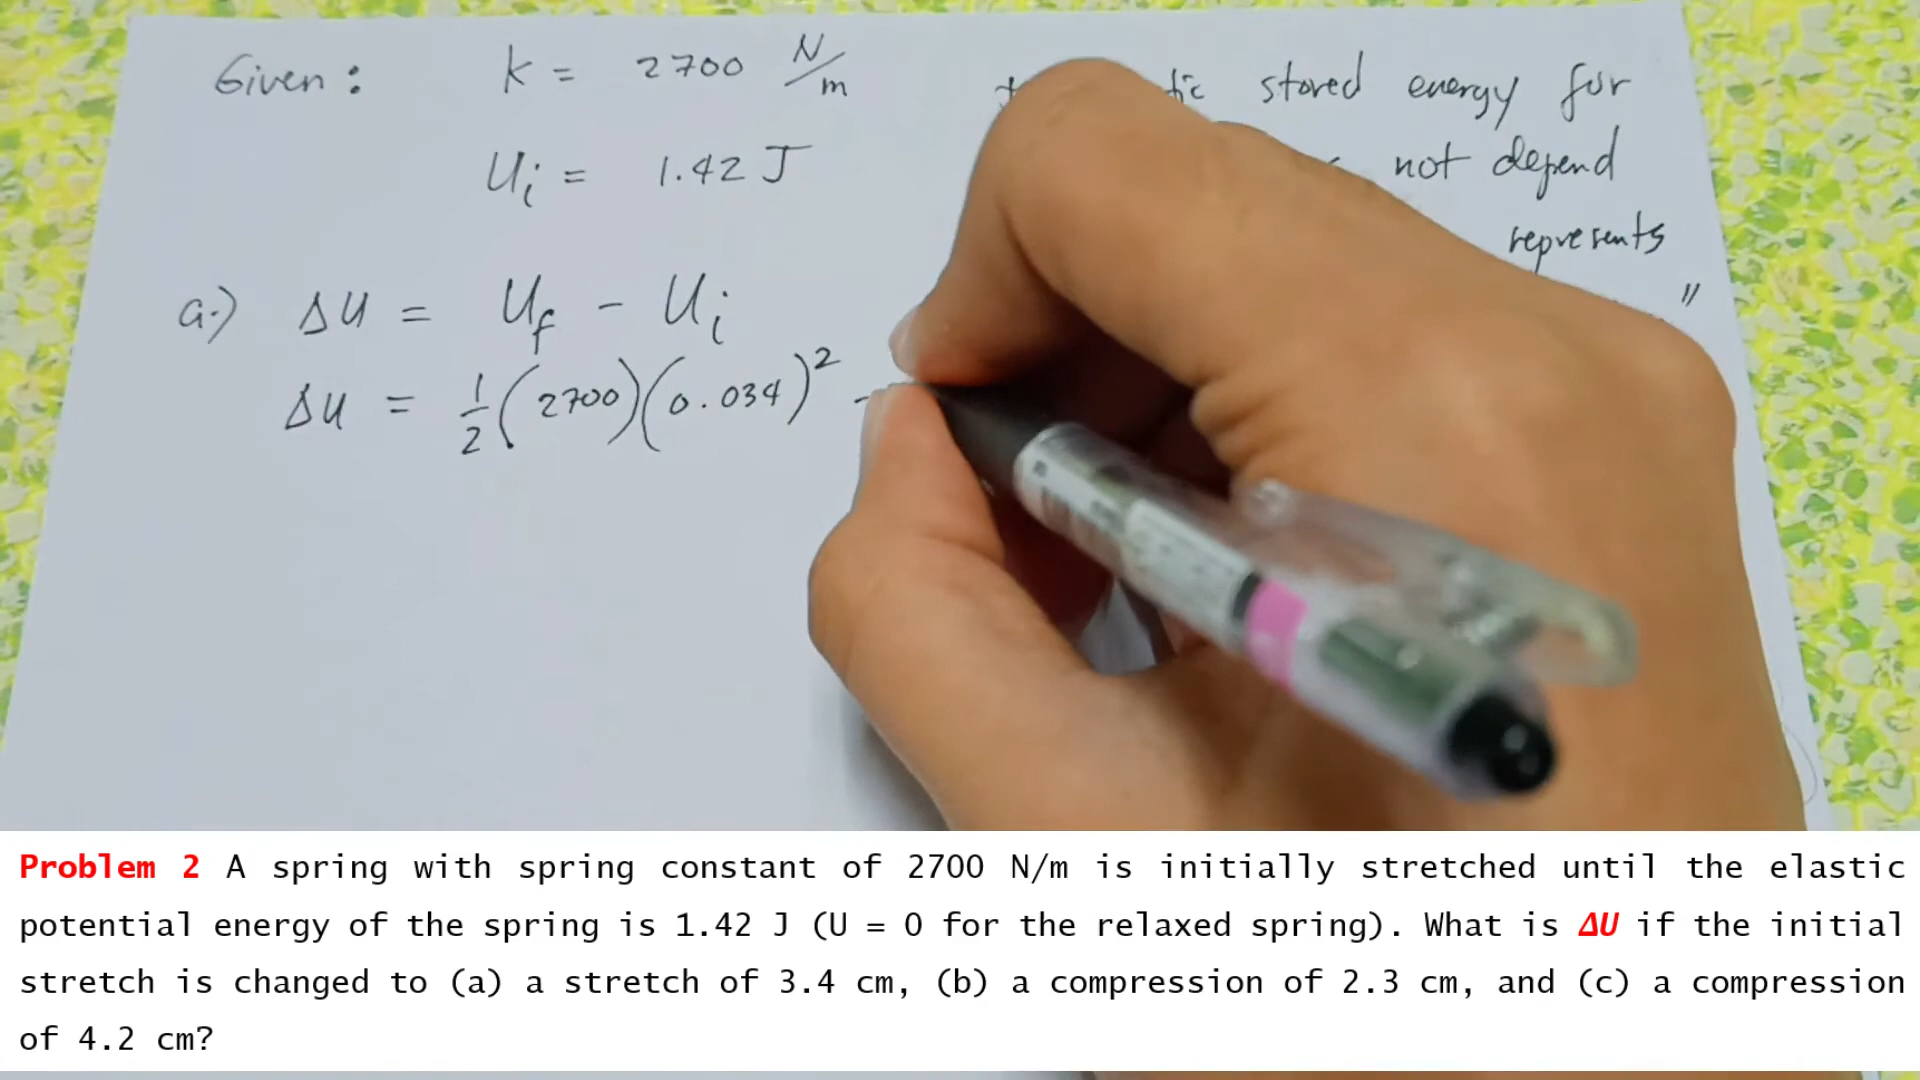 Given : k = 2700 N/m
stored energy for
Ui = 1.42 J
not depend
represents
a.) ΔU = Uf - Ui
"
ΔU = 1/2 (2700)(0.034)² -
Problem 2 A spring with spring constant of 2700 N/m is initially stretched until the elastic
potential energy of the spring is 1.42 J (U = 0 for the relaxed spring). What is ΔU if the initial
stretch is changed to (a) a stretch of 3.4 cm, (b) a compression of 2.3 cm, and (c) a compression
of 4.2 cm?